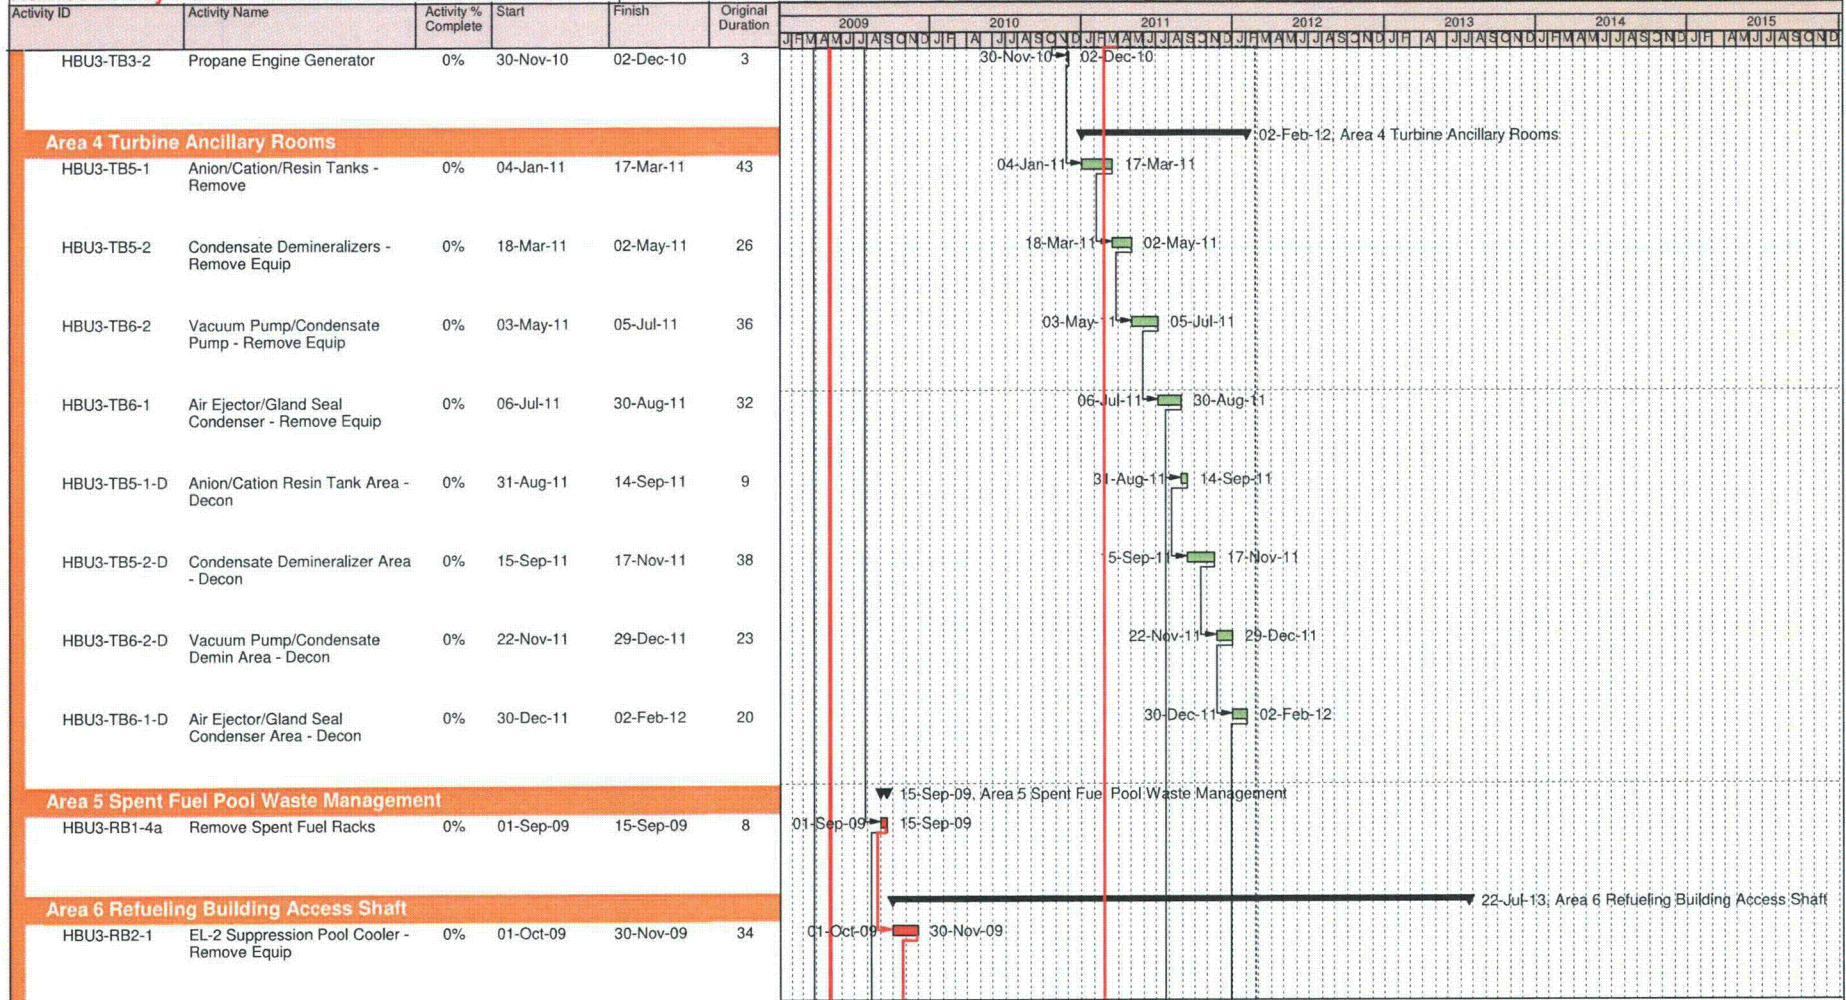 Activity ID Activity Name Activity % Complete Start Finish Original Duration
2009 2010 2011 2012 2013 2014 2015
HBU3-TB3-2 Propane Engine Generator 0% 30-Nov-10 02-Dec-10 3
30-Nov-10 02-Dec-10
Area 4 Turbine Ancillary Rooms
02-Feb-12, Area 4 Turbine Ancillary Rooms
HBU3-TB5-1 Anion/Cation/Resin Tanks - 0% 04-Jan-11 17-Mar-11 43
Remove
04-Jan-11 17-Mar-11
HBU3-TB5-2 Condensate Demineralizers - 0% 18-Mar-11 02-May-11 26
Remove Equip
18-Mar-11 02-May-11
HBU3-TB6-2 Vacuum Pump/Condensate 0% 03-May-11 05-Jul-11 36
Pump - Remove Equip
03-May-11 05-Jul-11
HBU3-TB6-1 Air Ejector/Gland Seal 0% 06-Jul-11 30-Aug-11 32
Condenser - Remove Equip
06-Jul-11 30-Aug-11
HBU3-TB5-1-D Anion/Cation Resin Tank Area - 0% 31-Aug-11 14-Sep-11 9
Decon
31-Aug-11 14-Sep-11
HBU3-TB5-2-D Condensate Demineralizer Area 0% 15-Sep-11 17-Nov-11 38
- Decon
15-Sep-11 17-Nov-11
HBU3-TB6-2-D Vacuum Pump/Condensate 0% 22-Nov-11 29-Dec-11 23
Demin Area - Decon
22-Nov-11 29-Dec-11
HBU3-TB6-1-D Air Ejector/Gland Seal 0% 30-Dec-11 02-Feb-12 20
Condenser Area - Decon
30-Dec-11 02-Feb-12
Area 5 Spent Fuel Pool Waste Management
15-Sep-09, Area 5 Spent Fuel Pool Waste Management
HBU3-RB1-4a Remove Spent Fuel Racks 0% 01-Sep-09 15-Sep-09 8
01-Sep-09 15-Sep-09
Area 6 Refueling Building Access Shaft
22-Jul-13, Area 6 Refueling Building Access Shaft
HBU3-RB2-1 EL-2 Suppression Pool Cooler - 0% 01-Oct-09 30-Nov-09 34
Remove Equip
01-Oct-09 30-Nov-09